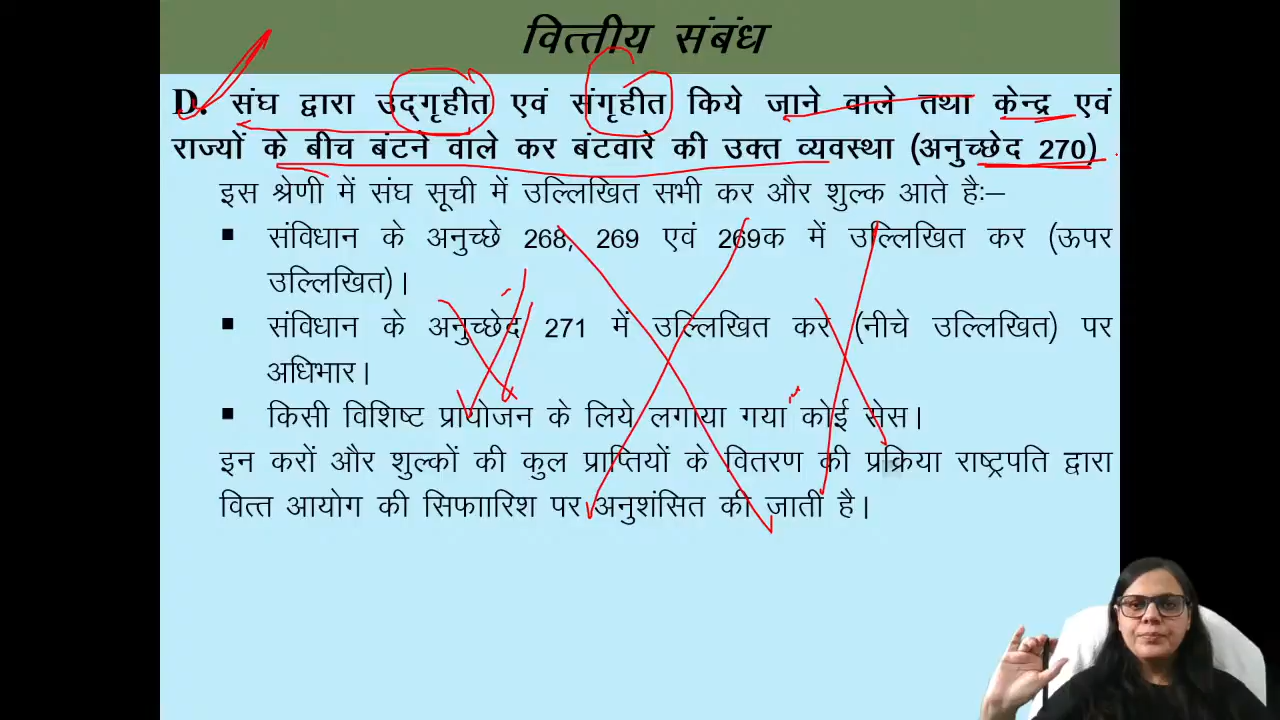 वित्तीय संबंध
D. संघ द्वारा उद्गृहीत एवं संगृहीत किये जाने वाले तथा केन्द्र एवं
राज्यों के बीच बंटने वाले कर बंटवारे की उक्त व्यवस्था (अनुच्छेद 270)
इस श्रेणी में संघ सूची में उल्लिखित सभी कर और शुल्क आते हैः–
▪ संविधान के अनुच्छे 268, 269 एवं 269क में उल्लिखित कर (ऊपर
उल्लिखित)।
▪ संविधान के अनुच्छेद 271 में उल्लिखित कर (नीचे उल्लिखित) पर
अधिभार।
▪ किसी विशिष्ट प्रायोजन के लिये लगाया गया कोई सेस।
इन करों और शुल्कों की कुल प्राप्तियों के वितरण की प्रक्रिया राष्ट्रपति द्वारा
वित्त आयोग की सिफाारिश पर अनुशंसित की जाती है।